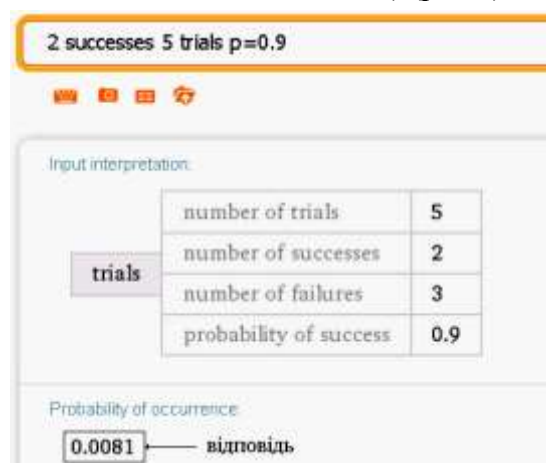 2 successes 5 trials p=0.9
Input interpretation:
trials
number of trials 5
number of successes 2
number of failures 3
probability of success 0.9
Probability of occurrence:
0.0081 відповідь